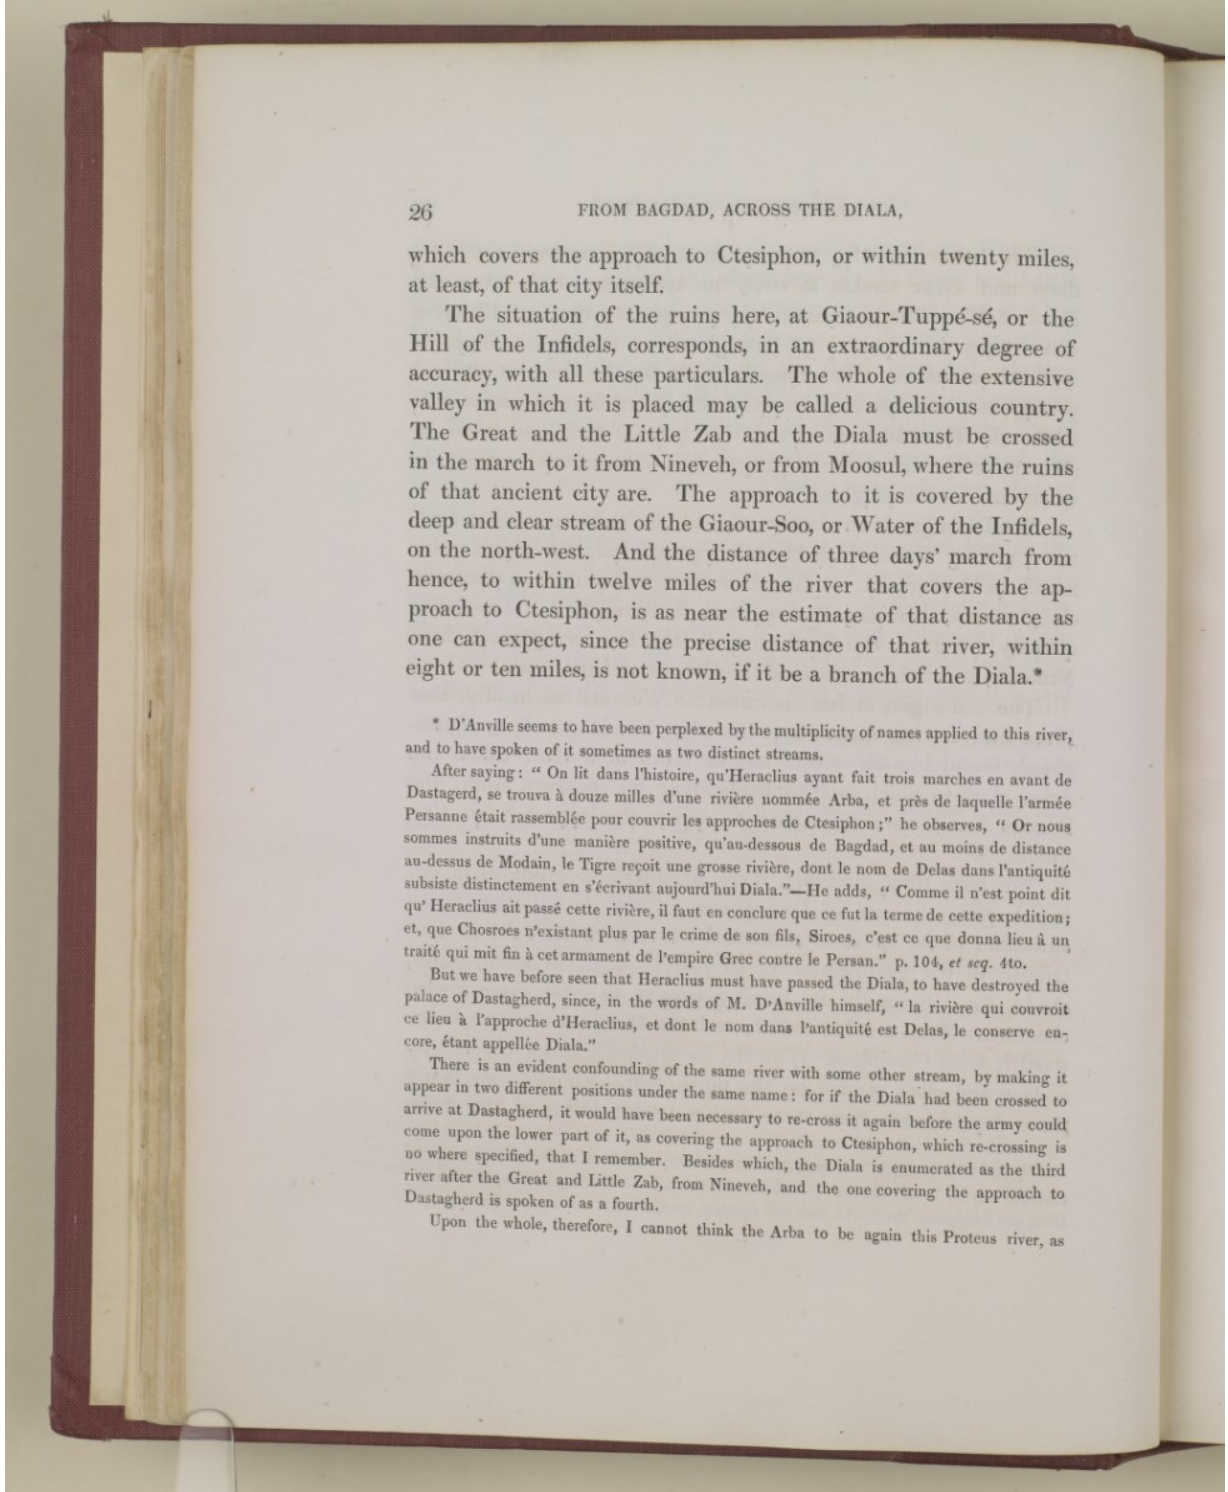 26 FROM BAGDAD, ACROSS THE DIALA,
which covers the approach to Ctesiphon, or within twenty miles,
at least, of that city itself.
The situation of the ruins here, at Giaour-Tuppé-sé, or the
Hill of the Infidels, corresponds, in an extraordinary degree of
accuracy, with all these particulars. The whole of the extensive
valley in which it is placed may be called a delicious country.
The Great and the Little Zab and the Diala must be crossed
in the march to it from Nineveh, or from Moosul, where the ruins
of that ancient city are. The approach to it is covered by the
deep and clear stream of the Giaour-Soo, or Water of the Infidels,
on the north-west. And the distance of three days' march from
hence, to within twelve miles of the river that covers the ap-
proach to Ctesiphon, is as near the estimate of that distance as
one can expect, since the precise distance of that river, within
eight or ten miles, is not known, if it be a branch of the Diala.*
* D'Anville seems to have been perplexed by the multiplicity of names applied to this river,
and to have spoken of it sometimes as two distinct streams.
After saying: "On lit dans l'histoire, qu'Heraclius ayant fait trois marches en avant de
Dastagerd, se trouva à douze milles d'une rivière nommée Arba, et près de laquelle l'armée
Persanne était rassemblée pour couvrir les approches de Ctesiphon;" he observes, "Or nous
sommes instruits d'une manière positive, qu'au-dessous de Bagdad, et au moins de distance
au-dessus de Modain, le Tigre reçoit une grosse rivière, dont le nom de Delas dans l'antiquité
subsiste distinctement en s'écrivant aujourd'hui Diala."—He adds, "Comme il n'est point dit
qu' Heraclius ait passé cette rivière, il faut en conclure que ce fut la terme de cette expedition;
et, que Chosroes n'existant plus par le crime de son fils, Siroes, c'est ce que donna lieu à un
traité qui mit fin à cet armament de l'empire Grec contre le Persan." p. 104, et seq. 4to.
But we have before seen that Heraclius must have passed the Diala, to have destroyed the
palace of Dastagherd, since, in the words of M. D'Anville himself, "la rivière qui couvroit
ce lieu à l'approche d'Heraclius, et dont le nom dans l'antiquité est Delas, le conserve en-
core, étant appellée Diala."
There is an evident confounding of the same river with some other stream, by making it
appear in two different positions under the same name: for if the Diala had been crossed to
arrive at Dastagherd, it would have been necessary to re-cross it again before the army could
come upon the lower part of it, as covering the approach to Ctesiphon, which re-crossing is
no where specified, that I remember. Besides which, the Diala is enumerated as the third
river after the Great and Little Zab, from Nineveh, and the one covering the approach to
Dastagherd is spoken of as a fourth.
Upon the whole, therefore, I cannot think the Arba to be again this Proteus river, as